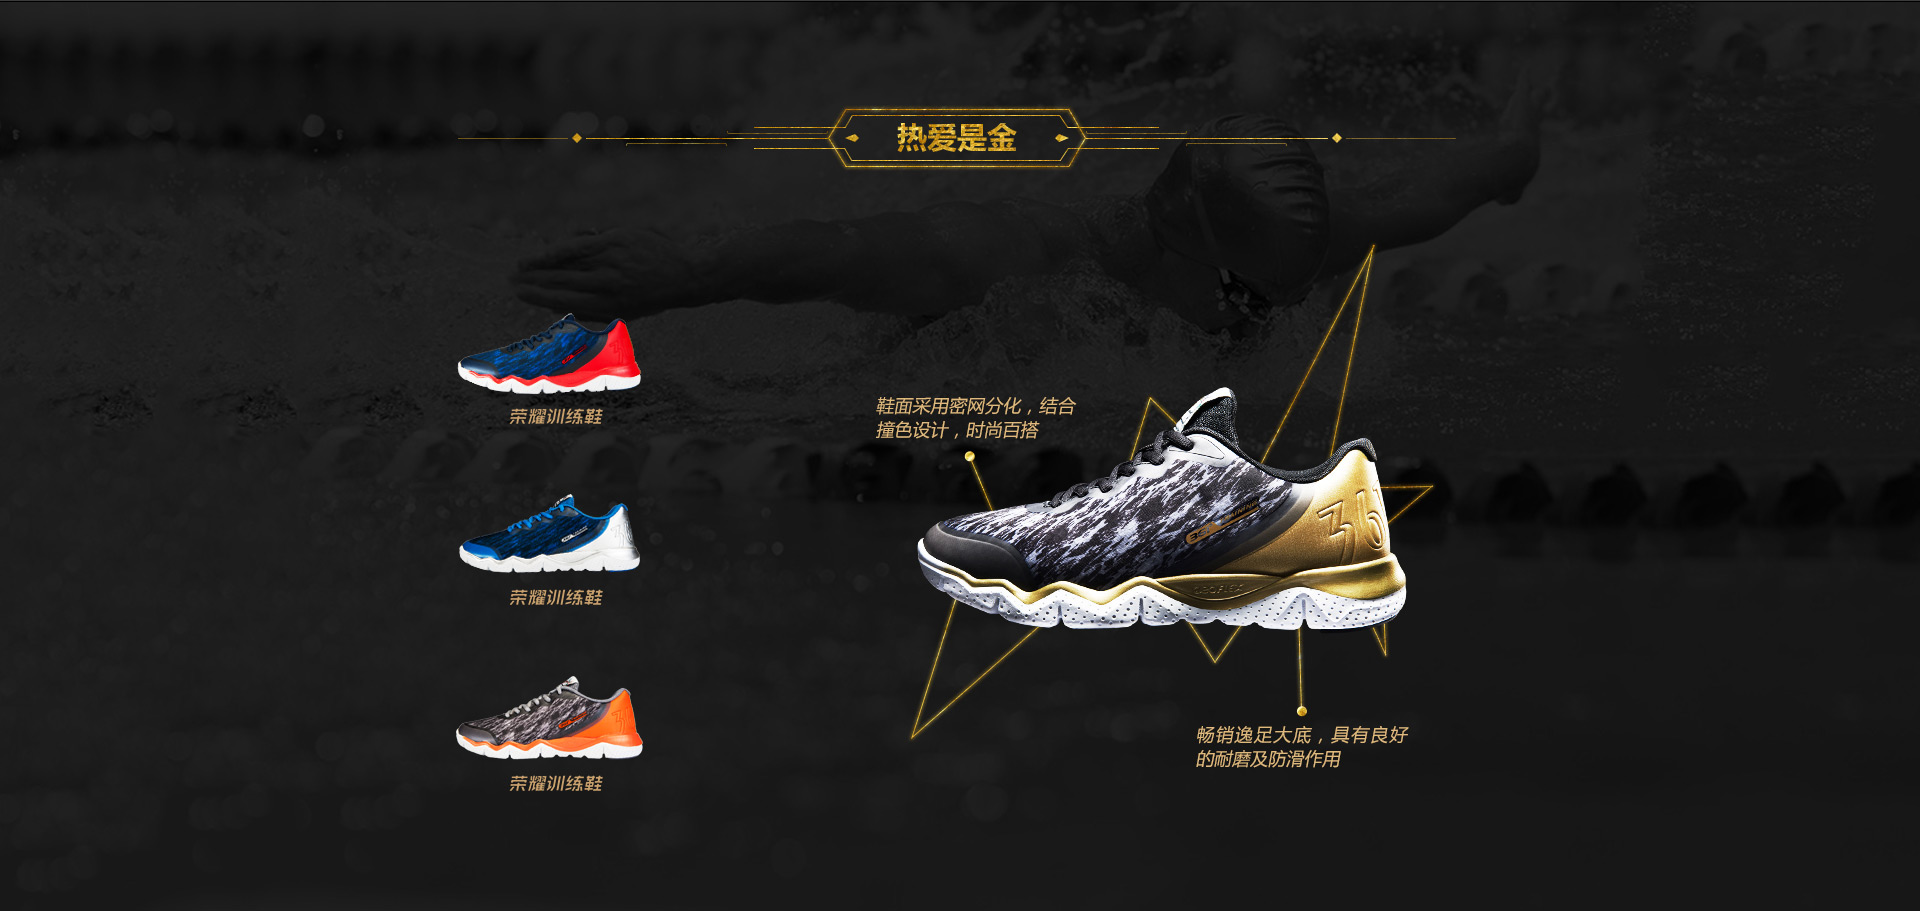 热爱是金
荣耀训练鞋
荣耀训练鞋
荣耀训练鞋
鞋面采用密网分化，结合
撞色设计，时尚百搭
36
畅销逸足大底，具有良好
的耐磨及防滑作用